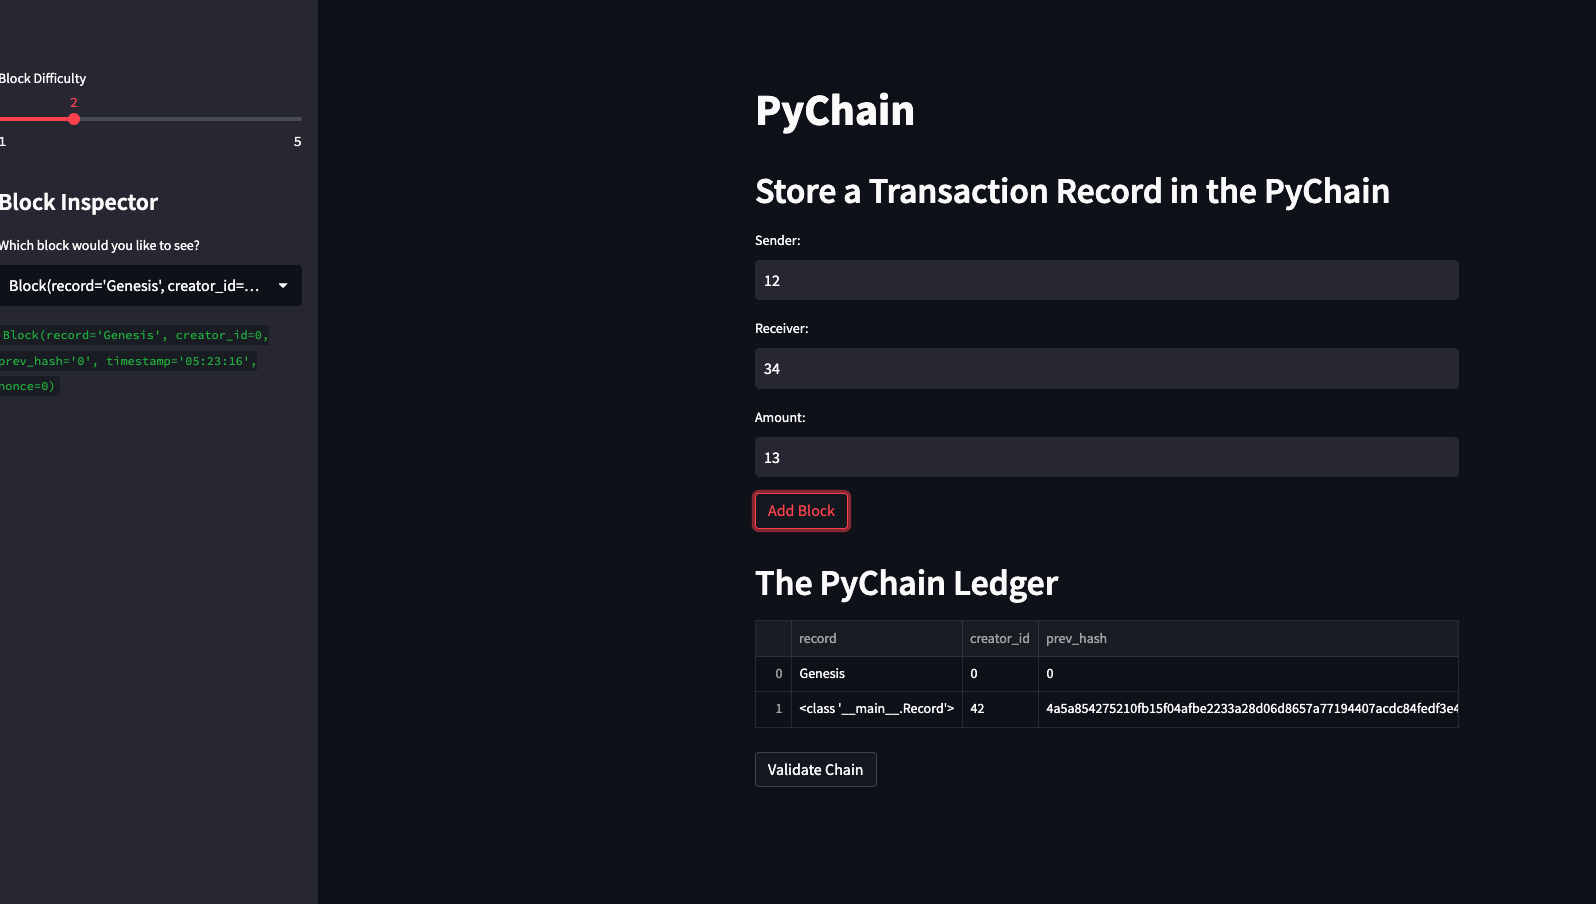 Block Difficulty
2
1 5
Block Inspector
Which block would you like to see?
Block(record='Genesis', creator_id=...
Block(record='Genesis', creator_id=0,
prev_hash='0', timestamp='05:23:16',
nonce=0)
PyChain
Store a Transaction Record in the PyChain
Sender:
12
Receiver:
34
Amount:
13
Add Block
The PyChain Ledger
record creator_id prev_hash
0 Genesis 0 0
1 <class '__main__.Record'> 42 4a5a854275210fb15f04afbe2233a28d06d8657a77194407acdc84fedf3e4
Validate Chain